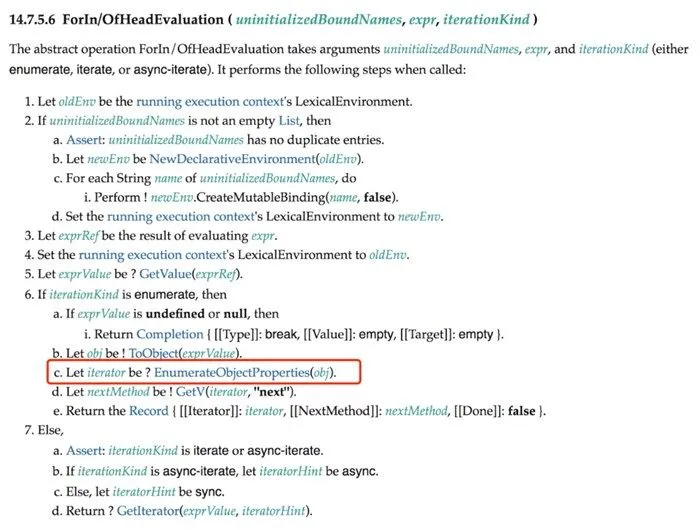 14.7.5.6 ForIn/OfHeadEvaluation ( uninitializedBoundNames, expr, iterationKind )
The abstract operation ForIn/OfHeadEvaluation takes arguments uninitializedBoundNames, expr, and iterationKind (either
enumerate, iterate, or async-iterate). It performs the following steps when called:
1. Let oldEnv be the running execution context's LexicalEnvironment.
2. If uninitializedBoundNames is not an empty List, then
a. Assert: uninitializedBoundNames has no duplicate entries.
b. Let newEnv be NewDeclarativeEnvironment(oldEnv).
c. For each String name of uninitializedBoundNames, do
i. Perform ! newEnv.CreateMutableBinding(name, false).
d. Set the running execution context's LexicalEnvironment to newEnv.
3. Let exprRef be the result of evaluating expr.
4. Set the running execution context's LexicalEnvironment to oldEnv.
5. Let exprValue be ? GetValue(exprRef).
6. If iterationKind is enumerate, then
a. If exprValue is undefined or null, then
i. Return Completion { [[Type]]: break, [[Value]]: empty, [[Target]]: empty }.
b. Let obj be ! ToObject(exprValue).
c. Let iterator be ? EnumerateObjectProperties(obj).
d. Let nextMethod be ! GetV(iterator, "next").
e. Return the Record { [[Iterator]]: iterator, [[NextMethod]]: nextMethod, [[Done]]: false }.
7. Else,
a. Assert: iterationKind is iterate or async-iterate.
b. If iterationKind is async-iterate, let iteratorHint be async.
c. Else, let iteratorHint be sync.
d. Return ? GetIterator(exprValue, iteratorHint).